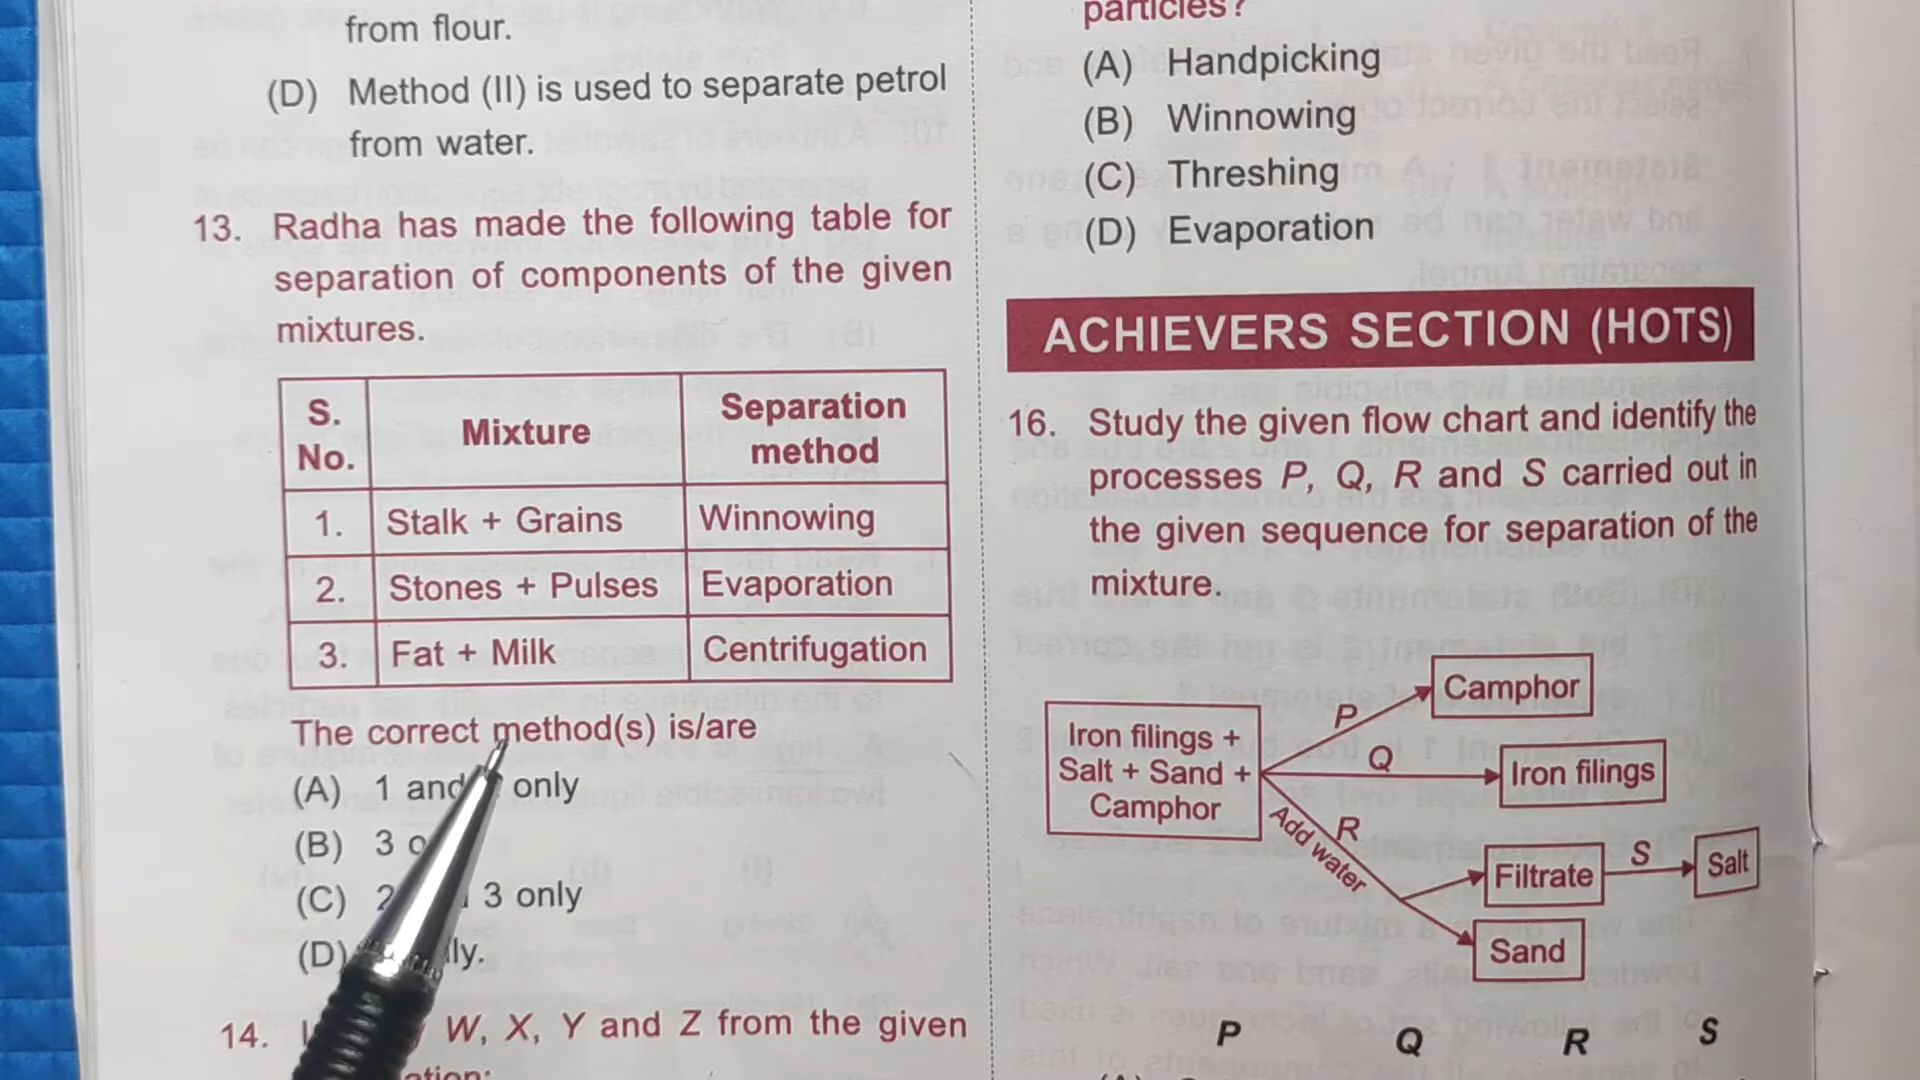 from flour.
(D) Method (II) is used to separate petrol
from water.
13. Radha has made the following table for
separation of components of the given
mixtures.
S. No. Mixture Separation method
1. Stalk + Grains Winnowing
2. Stones + Pulses Evaporation
3. Fat + Milk Centrifugation
The correct method(s) is/are
(A) 1 and only
(B) 3
(C) 2 3 only
(D)
14. W, X, Y and Z from the given
particles?
(A) Handpicking
(B) Winnowing
(C) Threshing
(D) Evaporation
ACHIEVERS SECTION (HOTS)
16. Study the given flow chart and identify the
processes P, Q, R and S carried out in
the given sequence for separation of the
mixture.
Iron filings +
Salt + Sand +
Camphor
P
Camphor
Q
Iron filings
R
Add water
Filtrate
S
Salt
Sand
P Q R S